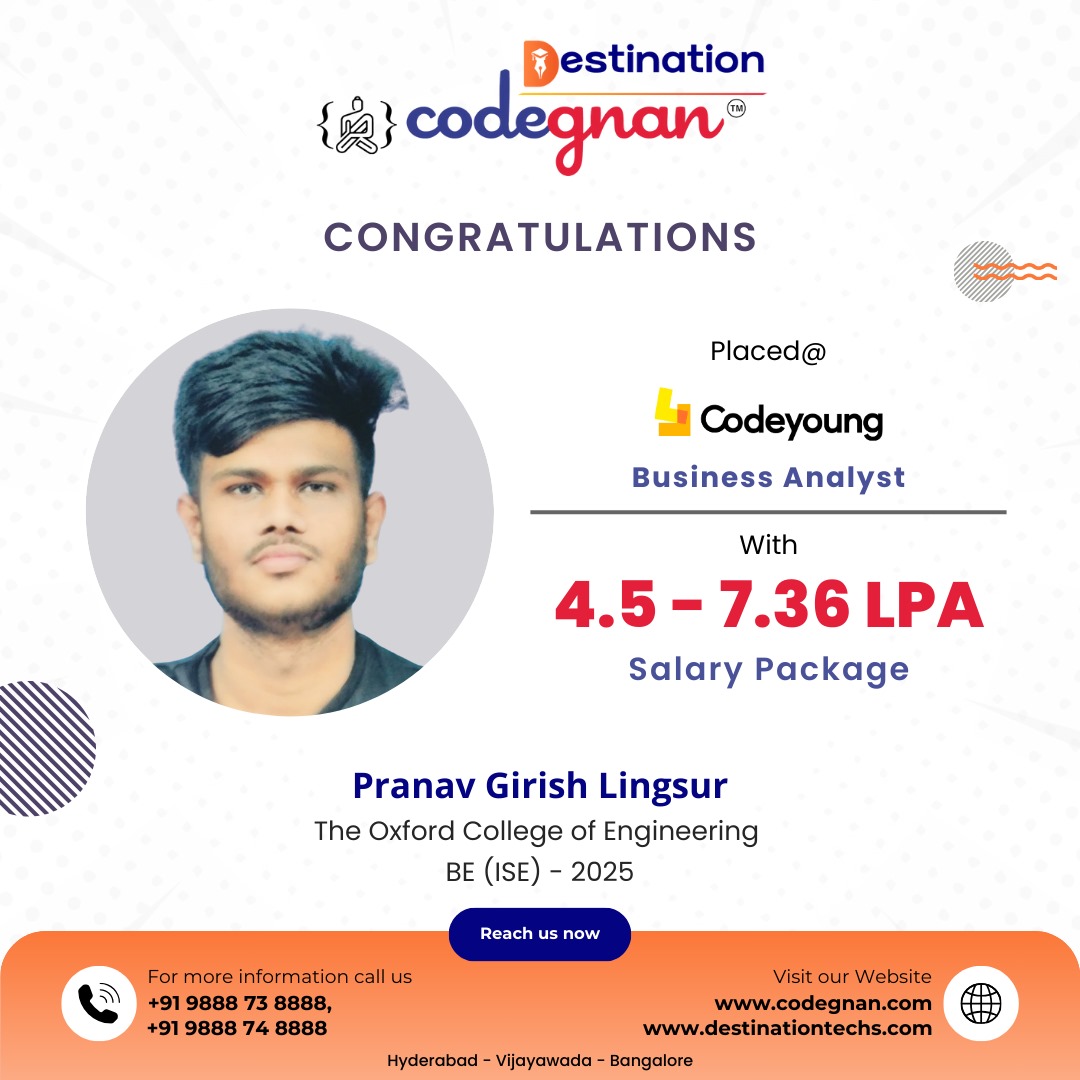 Destination
codegnan TM
CONGRATULATIONS
Placed@
Codeyoung
Business Analyst
With
4.5 - 7.36 LPA
Salary Package
Pranav Girish Lingsur
The Oxford College of Engineering
BE (ISE) - 2025
Reach us now
For more information call us
+91 9888 73 8888,
+91 9888 74 8888
Visit our Website
www.codegnan.com
www.destinationtechs.com
Hyderabad - Vijayawada - Bangalore